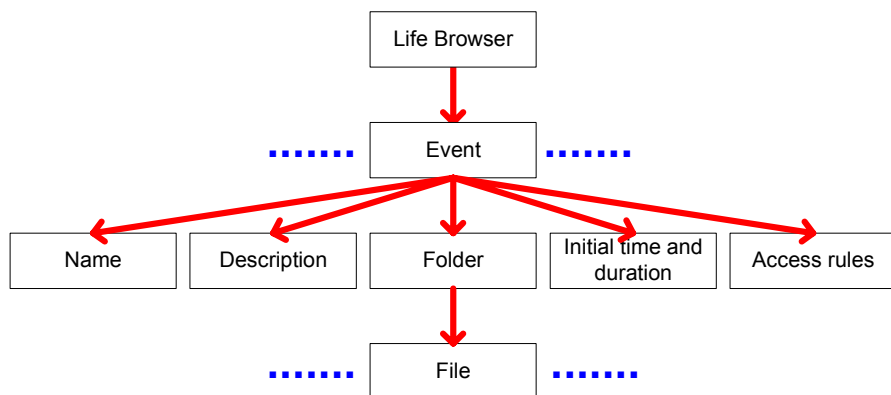 Life Browser
Event
Name
Description
Folder
Initial time and
duration
Access rules
File